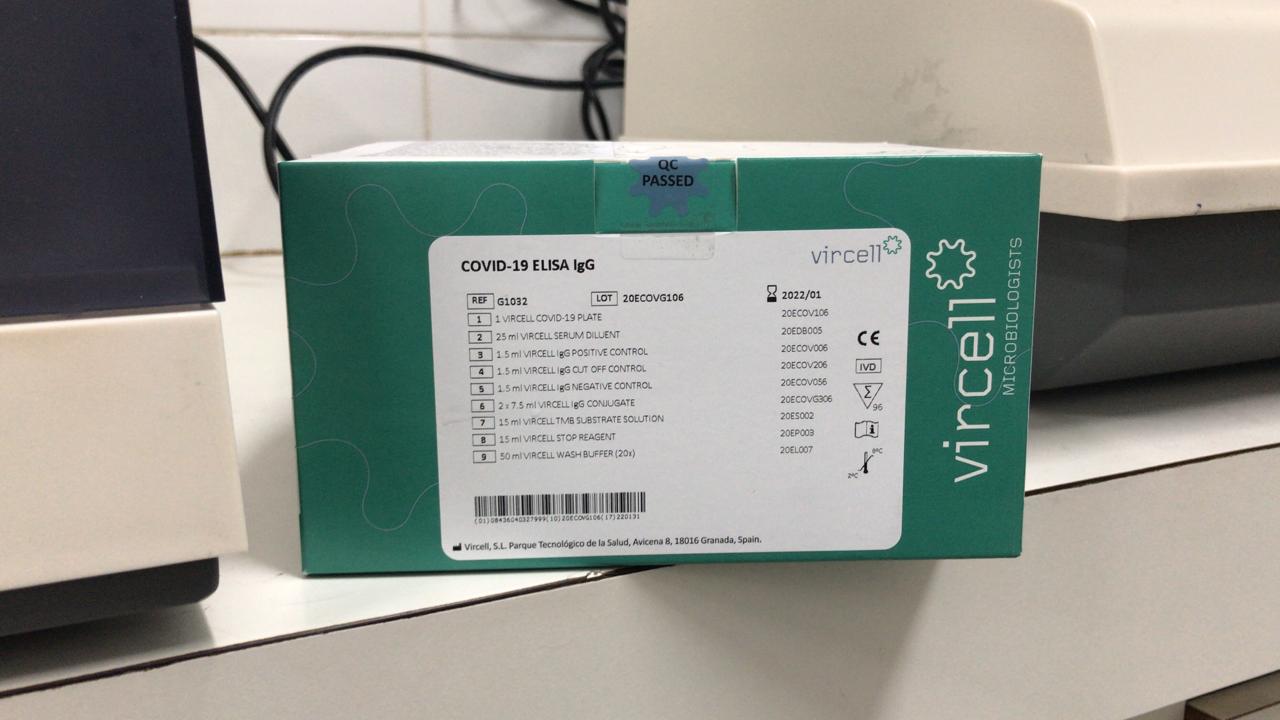 QC
PASSED
vircell
COVID-19 ELISA IgG
REF G1032 LOT 20ECOVG106 2022/01
1 1 VIRCELL COVID-19 PLATE 20ECOV106
2 25 ml VIRCELL SERUM DILUENT 20EDB005
3 1.5 ml VIRCELL IgG POSITIVE CONTROL 20ECOV006
4 1.5 ml VIRCELL IgG CUT OFF CONTROL 20ECOV206
5 1.5 ml VIRCELL IgG NEGATIVE CONTROL 20ECOV056
6 2 x 7.5 ml VIRCELL IgG CONJUGATE 20ECOVG306
7 15 ml VIRCELL TMB SUBSTRATE SOLUTION 20ES002
8 15 ml VIRCELL STOP REAGENT 20EP003
9 50 ml VIRCELL WASH BUFFER (20x) 20EL007
CE
IVD
Σ
96
i
8ºC
2ºC
(01)08436040327999(10)20ECOVG106(17)220131
Vircell, S.L. Parque Tecnológico de la Salud, Avicena 8, 18016 Granada, Spain.
vircell
MICROBIOLOGISTS